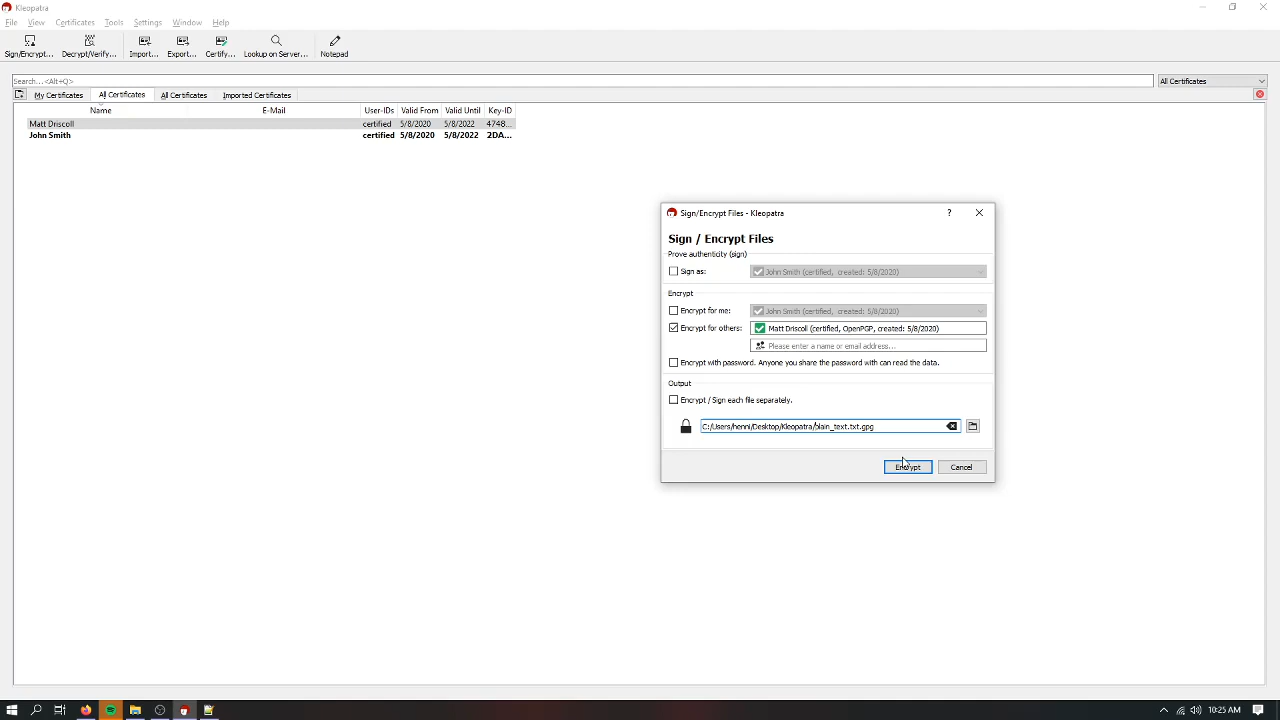 Kleopatra
File View Certificates Tools Settings Window Help
Sign/Encrypt... Decrypt/Verify... Import... Export... Certify... Lookup on Server... Notepad
Search...<Alt+Q> All Certificates
My Certificates All Certificates All Certificates Imported Certificates
Name E-Mail User-IDs Valid From Valid Until Key-ID
Matt Driscoll certified 5/8/2020 5/8/2022 4748...
John Smith certified 5/8/2020 5/8/2022 2DA...
Sign/Encrypt Files - Kleopatra ?
Sign / Encrypt Files
Prove authenticity (sign)
Sign as: John Smith (certified, created: 5/8/2020)
Encrypt
Encrypt for me: John Smith (certified, created: 5/8/2020)
Encrypt for others: Matt Driscoll (certified, OpenPGP, created: 5/8/2020)
Please enter a name or email address...
Encrypt with password. Anyone you share the password with can read the data.
Output
Encrypt / Sign each file separately.
C:/Users/henni/Desktop/Kleopatra/plain_text.txt.gpg
Encrypt Cancel
10:25 AM